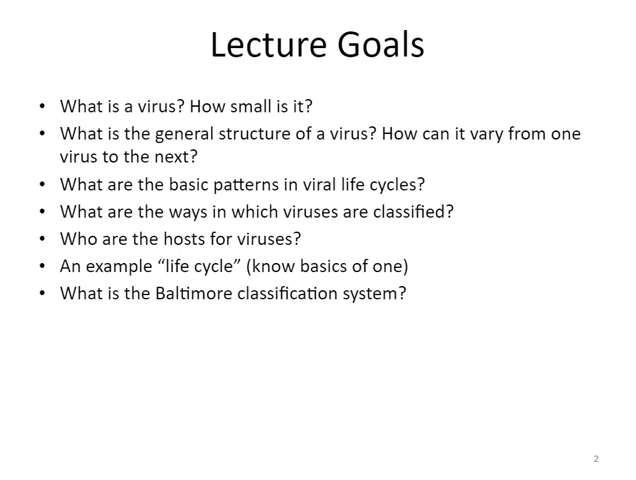 Lecture Goals
• What is a virus? How small is it?
• What is the general structure of a virus? How can it vary from one
virus to the next?
• What are the basic patterns in viral life cycles?
• What are the ways in which viruses are classified?
• Who are the hosts for viruses?
• An example “life cycle” (know basics of one)
• What is the Baltimore classification system?
2